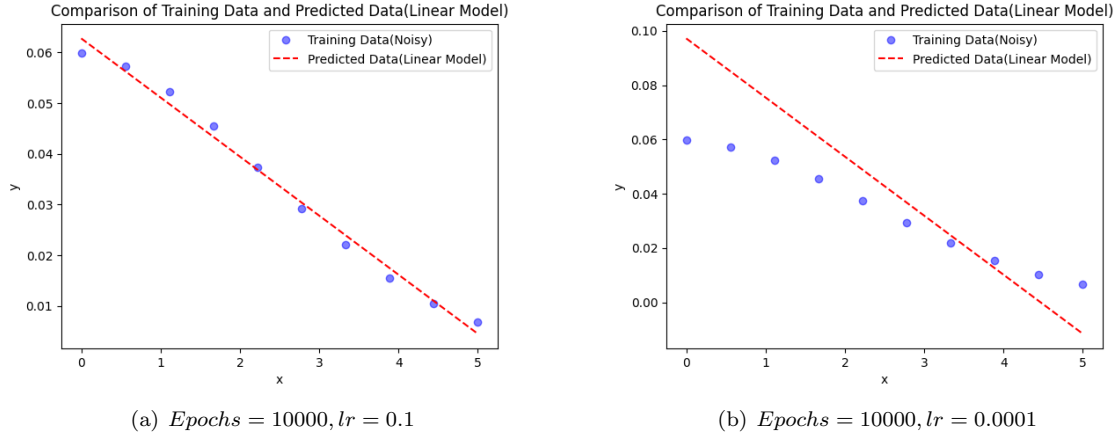 Comparison of Training Data and Predicted Data(Linear Model)
Training Data(Noisy)
Predicted Data(Linear Model)
0.06
0.05
0.04
0.03
0.02
0.01
y
0 1 2 3 4 5
x
(a) Epochs = 10000, lr = 0.1
Comparison of Training Data and Predicted Data(Linear Model)
Training Data(Noisy)
Predicted Data(Linear Model)
0.10
0.08
0.06
0.04
0.02
0.00
y
0 1 2 3 4 5
x
(b) Epochs = 10000, lr = 0.0001